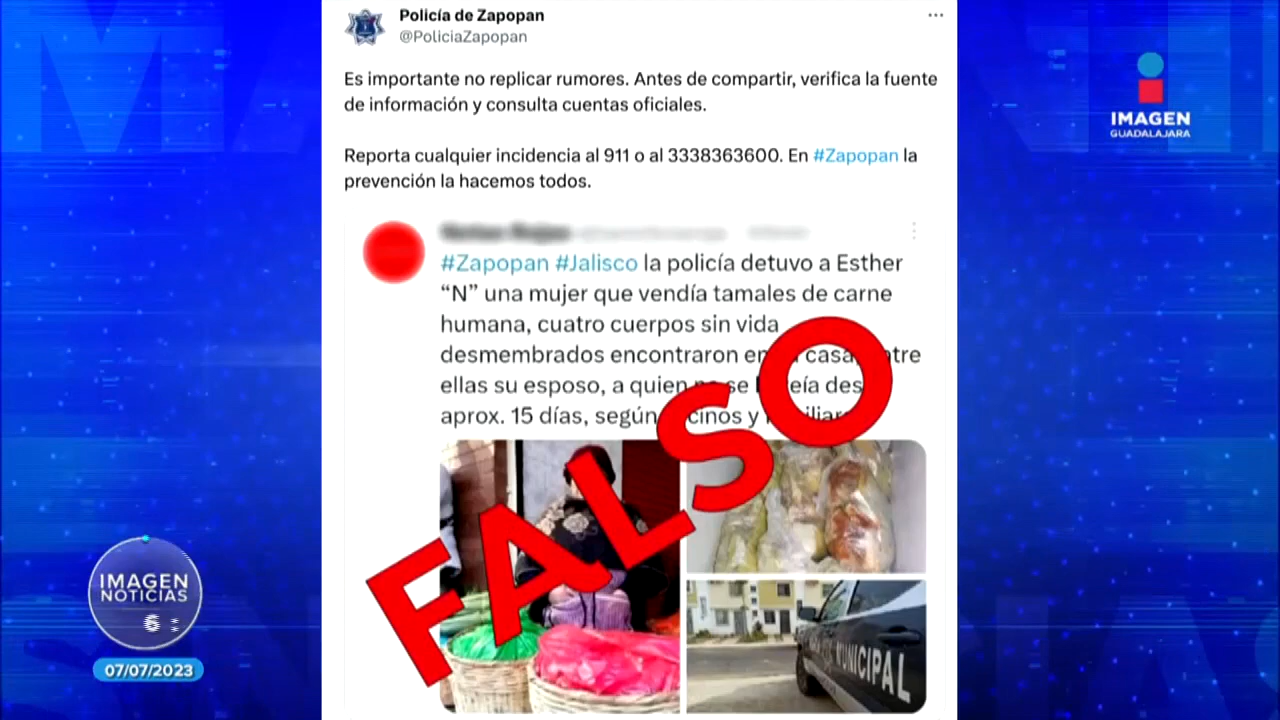 Policía de Zapopan
@PoliciaZapopan
Es importante no replicar rumores. Antes de compartir, verifica la fuente
de información y consulta cuentas oficiales.
Reporta cualquier incidencia al 911 o al 3338363600. En #Zapopan la
prevención la hacemos todos.
#Zapopan #Jalisco la policía detuvo a Esther
“N” una mujer que vendía tamales de carne
humana, cuatro cuerpos sin vida
desmembrados encontraron en casa
ellas su esposo, a quien se
aprox. 15 días, según y
FALSO
MUNICIPAL
IMAGEN
GUADALAJARA
IMAGEN
NOTICIAS
6
07/07/2023